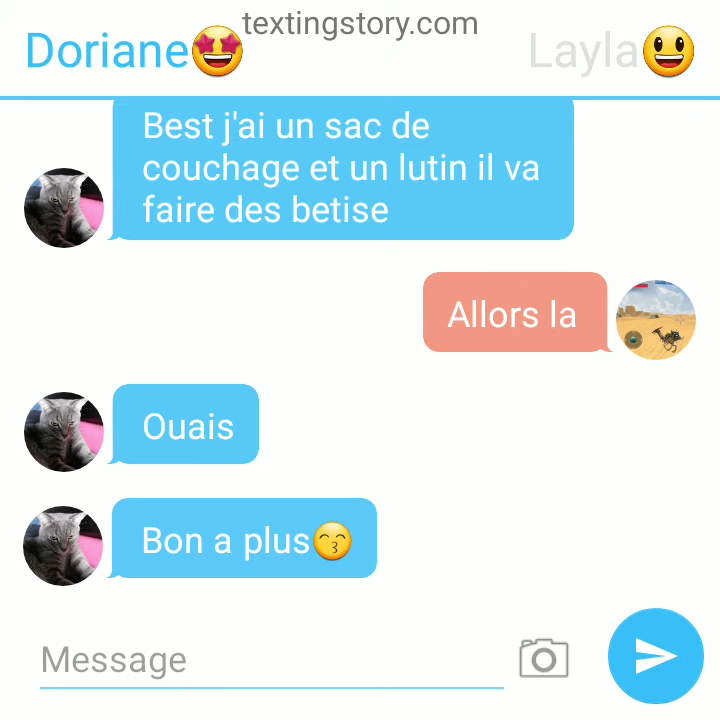 textingstory.com
Doriane🤩
Layla😃
Best j'ai un sac de
couchage et un lutin il va
faire des betise
Allors la
Ouais
Bon a plus😙
Message